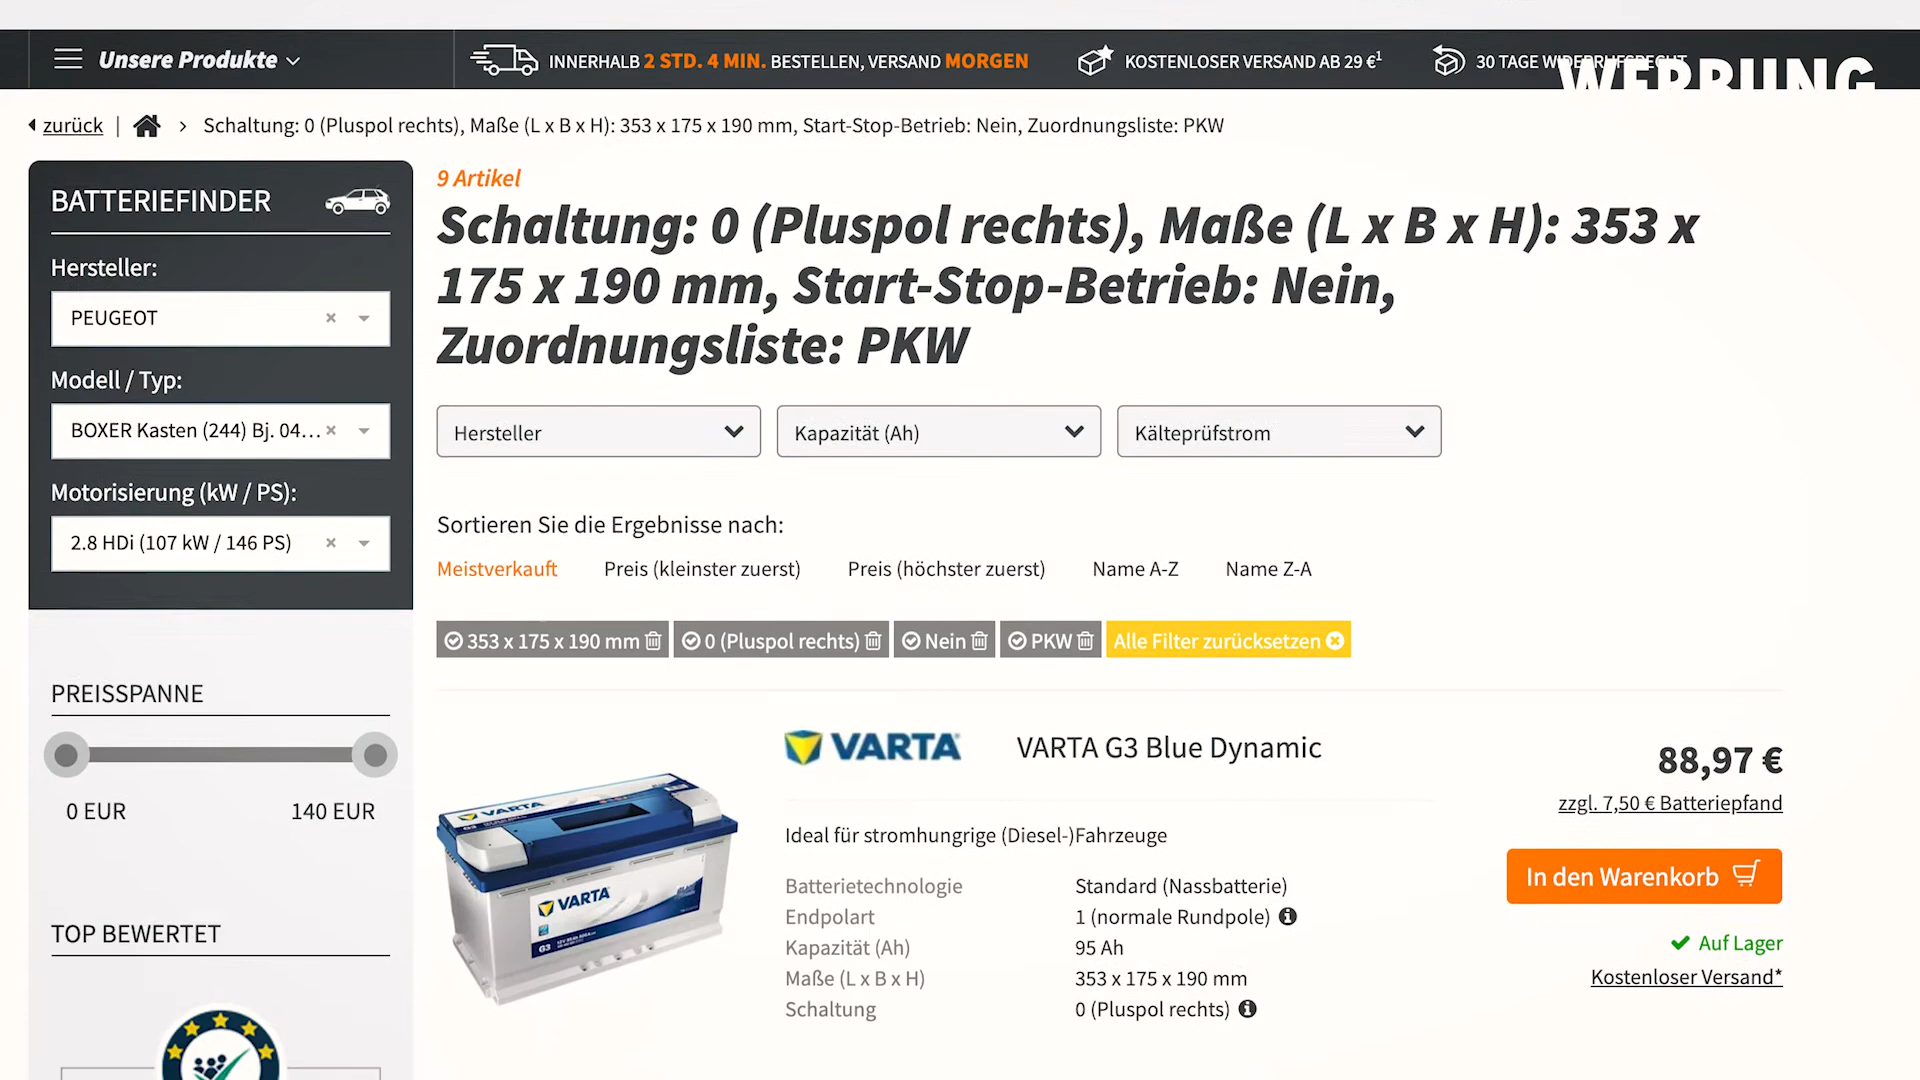 Unsere Produkte
INNERHALB 2 STD. 4 MIN. BESTELLEN, VERSAND MORGEN
KOSTENLOSER VERSAND AB 29 €1
30 TAGE WIDERRUFSRECHT
WERBUNG
zurück | › Schaltung: 0 (Pluspol rechts), Maße (L x B x H): 353 x 175 x 190 mm, Start-Stop-Betrieb: Nein, Zuordnungsliste: PKW
BATTERIEFINDER
Hersteller:
PEUGEOT ×
Modell / Typ:
BOXER Kasten (244) Bj. 04... ×
Motorisierung (kW / PS):
2.8 HDi (107 kW / 146 PS) ×
PREISSPANNE
0 EUR 140 EUR
TOP BEWERTET
9 Artikel
Schaltung: 0 (Pluspol rechts), Maße (L x B x H): 353 x
175 x 190 mm, Start-Stop-Betrieb: Nein,
Zuordnungsliste: PKW
Hersteller
Kapazität (Ah)
Kälteprüfstrom
Sortieren Sie die Ergebnisse nach:
Meistverkauft Preis (kleinster zuerst) Preis (höchster zuerst) Name A-Z Name Z-A
353 x 175 x 190 mm 0 (Pluspol rechts) Nein PKW Alle Filter zurücksetzen
VARTA
VARTA
G3
VARTA
VARTA G3 Blue Dynamic
Ideal für stromhungrige (Diesel-)Fahrzeuge
Batterietechnologie Standard (Nassbatterie)
Endpolart 1 (normale Rundpole)
Kapazität (Ah) 95 Ah
Maße (L x B x H) 353 x 175 x 190 mm
Schaltung 0 (Pluspol rechts)
88,97 €
zzgl. 7,50 € Batteriepfand
In den Warenkorb
Auf Lager
Kostenloser Versand*